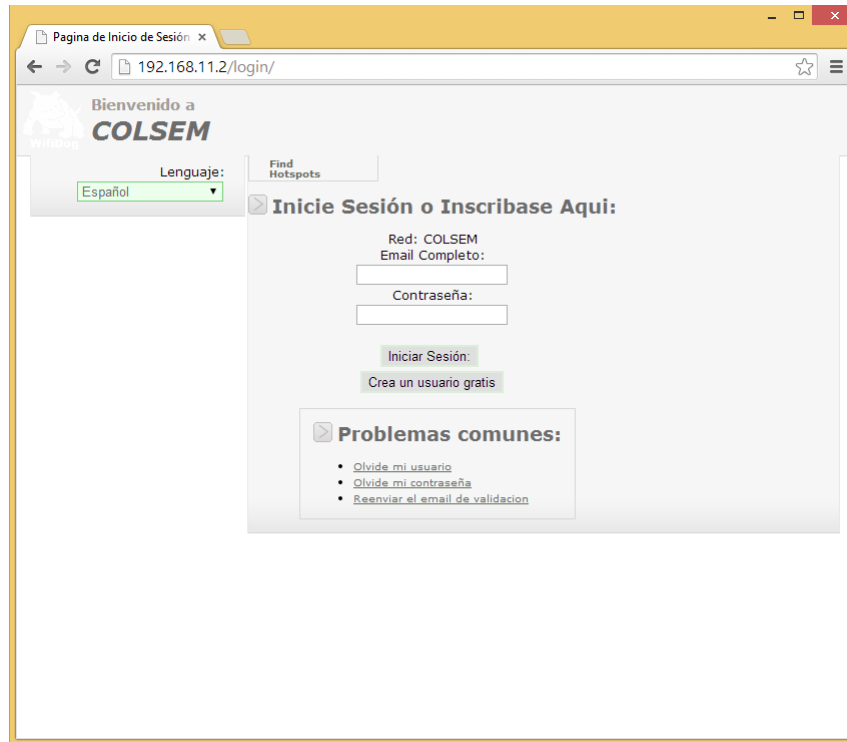 Pagina de Inicio de Sesión
192.168.11.2/login/
Bienvenido a
COLSEM
WifiDog
Lenguaje:
Español
Find
Hotspots
Inicie Sesión o Inscribase Aqui:
Red: COLSEM
Email Completo:
Contraseña:
Iniciar Sesión:
Crea un usuario gratis
Problemas comunes:
Olvide mi usuario
Olvide mi contraseña
Reenviar el email de validacion